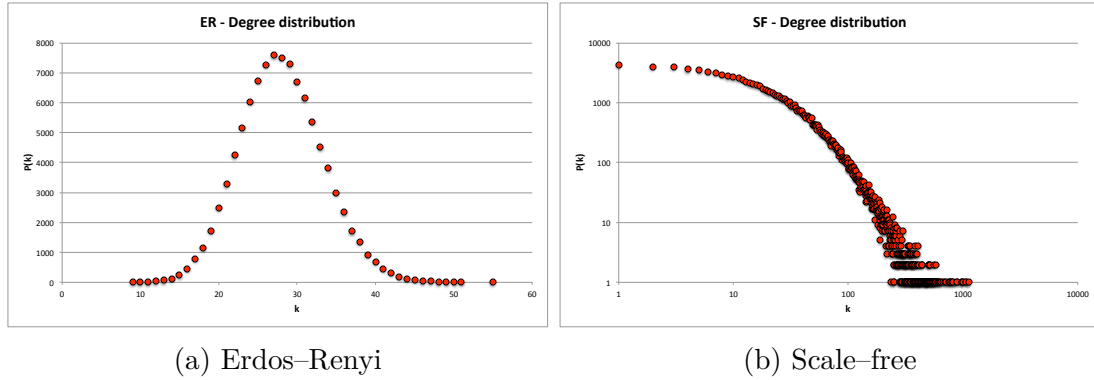 ER - Degree distribution
8000
7000
6000
5000
4000
3000
2000
1000
0
P(k)
0 10 20 30 40 50 60
k
(a) Erdos–Renyi
SF - Degree distribution
10000
1000
100
10
1
P(k)
1 10 100 1000 10000
k
(b) Scale–free